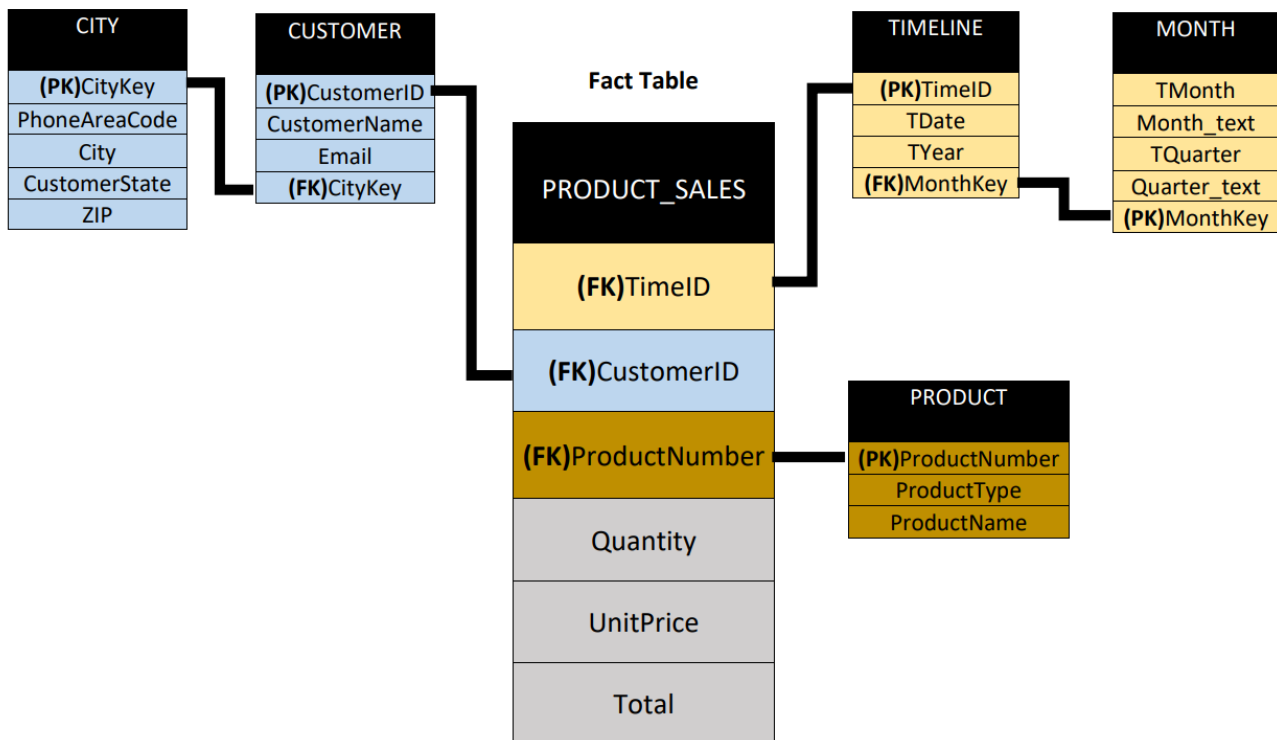 CITY
(PK)CityKey
PhoneAreaCode
City
CustomerState
ZIP
CUSTOMER
(PK)CustomerID
CustomerName
Email
(FK)CityKey
Fact Table
PRODUCT_SALES
(FK)TimeID
(FK)CustomerID
(FK)ProductNumber
Quantity
UnitPrice
Total
TIMELINE
(PK)TimeID
TDate
TYear
(FK)MonthKey
MONTH
TMonth
Month_text
TQuarter
Quarter_text
(PK)MonthKey
PRODUCT
(PK)ProductNumber
ProductType
ProductName